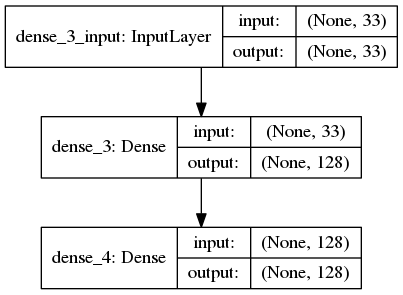 dense_3_input: InputLayer
input: (None, 33)
output: (None, 33)
dense_3: Dense
input: (None, 33)
output: (None, 128)
dense_4: Dense
input: (None, 128)
output: (None, 128)